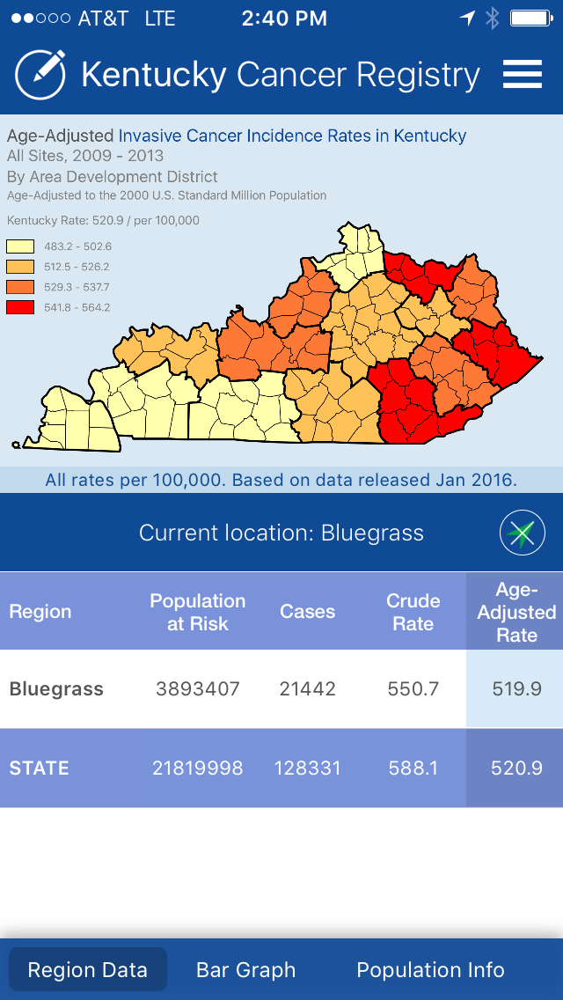 AT&T LTE 2:40 PM
Kentucky Cancer Registry
Age-Adjusted Invasive Cancer Incidence Rates in Kentucky
All Sites, 2009 - 2013
By Area Development District
Age-Adjusted to the 2000 U.S. Standard Million Population
Kentucky Rate: 520.9 / per 100,000
483.2 - 502.6
512.5 - 526.2
529.3 - 537.7
541.8 - 564.2
All rates per 100,000. Based on data released Jan 2016.
Current location: Bluegrass
Region Population at Risk Cases Crude Rate Age-Adjusted Rate
Bluegrass 3893407 21442 550.7 519.9
STATE 21819998 128331 588.1 520.9
Region Data Bar Graph Population Info